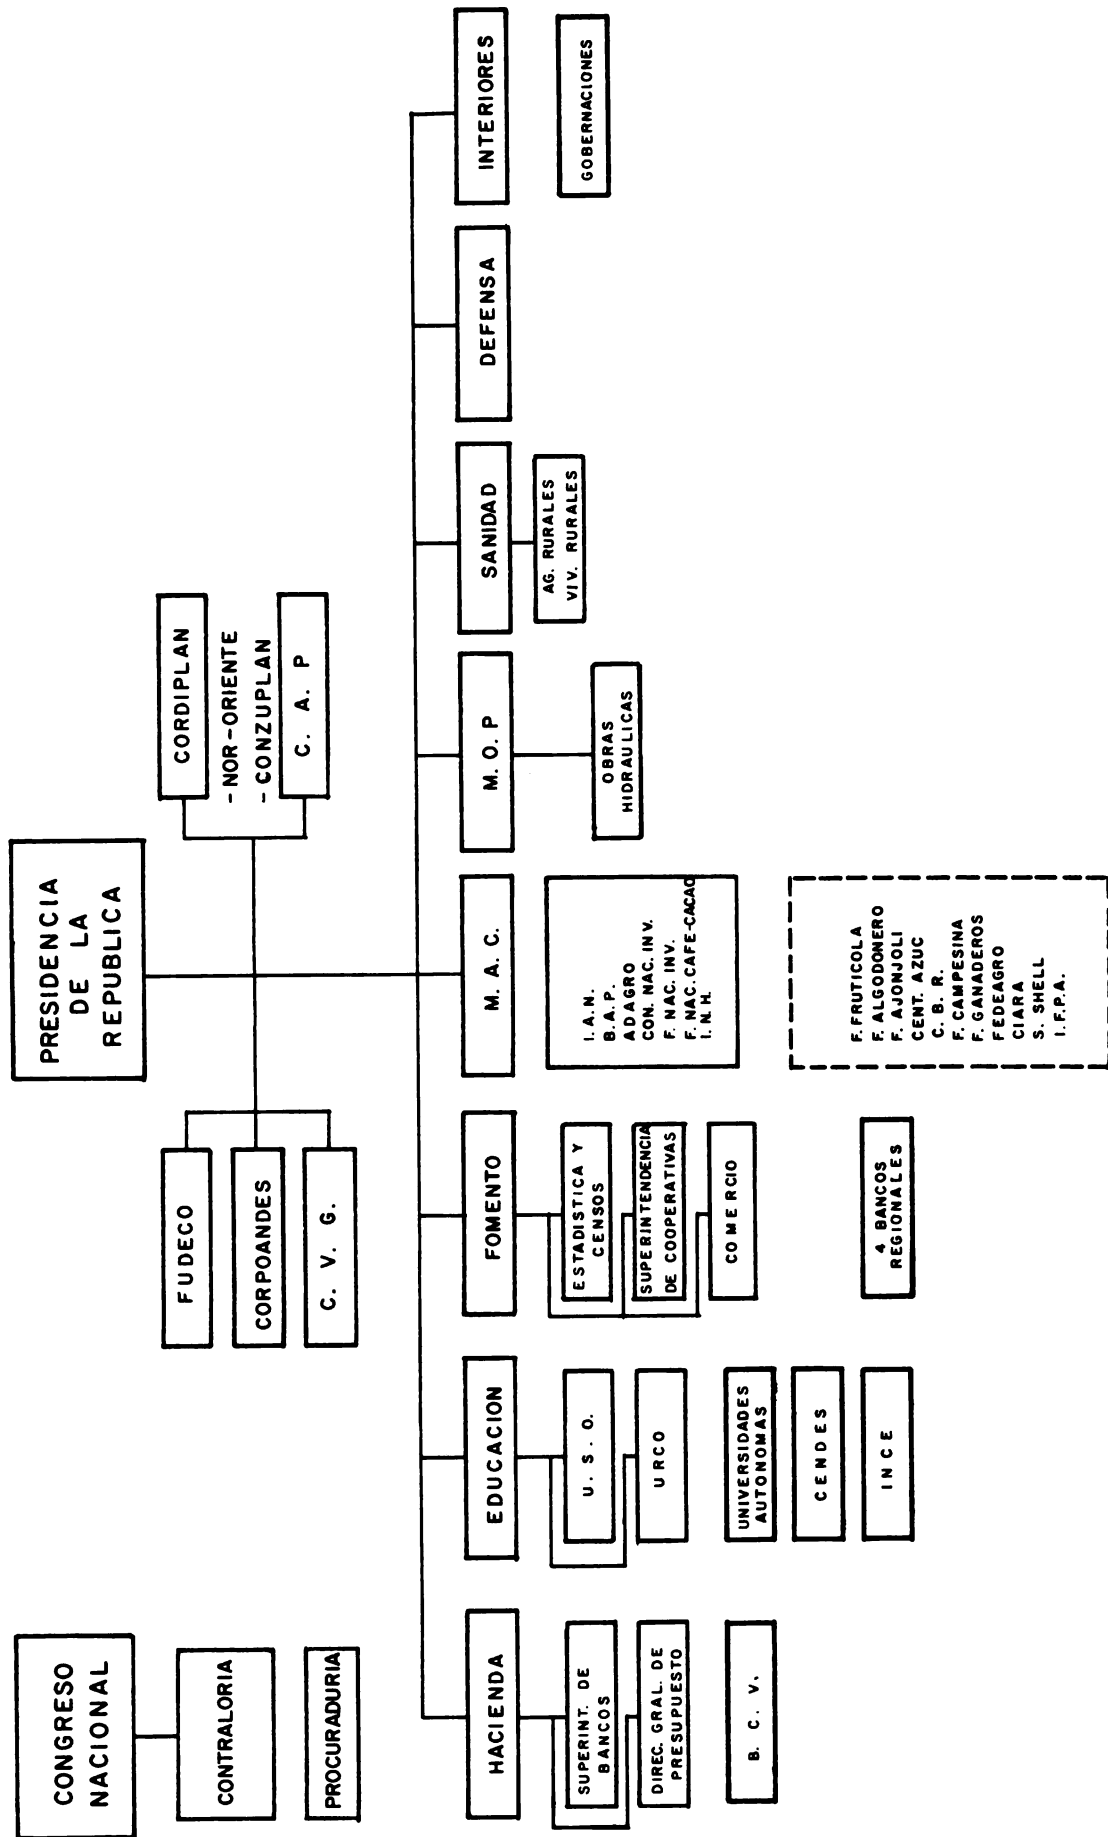 CONGRESO
NACIONAL
CONTRALORIA
PROCURADURIA
PRESIDENCIA
DE LA
REPUBLICA
FUDECO
CORPOANDES
C. V. G.
CORDIPLAN
- NOR-ORIENTE
- CONZUPLAN
C. A. P
HACIENDA
SUPERINT. DE
BANCOS
DIREC. GRAL. DE
PRESUPUESTO
B. C. V.
EDUCACION
U. S. O.
URCO
UNIVERSIDADES
AUTONOMAS
CENDES
INCE
FOMENTO
ESTADISTICA Y
CENSOS
SUPERINTENDENCIA
DE COOPERATIVAS
COMERCIO
4 BANCOS
REGIONALES
M. A. C.
I.A.N.
B.A.P.
ADAGRO
CON. NAC. INV.
F. NAC. INV.
F. NAC. CAFE-CACAO
I. N. H.
F. FRUTICOLA
F. ALGODONERO
F. AJONJOLI
CENT. AZUC
C. B. R.
F. CAMPESINA
F. GANADEROS
FEDEAGRO
CIARA
S. SHELL
I.F.P.A.
M. O. P
OBRAS
HIDRAULICAS
SANIDAD
AG. RURALES
VIV. RURALES
DEFENSA
INTERIORES
GOBERNACIONES